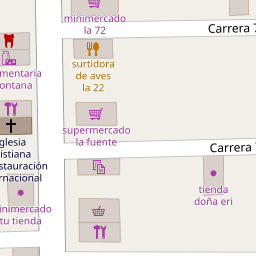 minimercado
la 72
Carrera 7
surtidora
de aves
la 22
mentaria
ontana
supermercado
la fuente
glesia
istiana
stauración
rnacional
Carrera
tienda
doña eri
inimercado
tu tienda